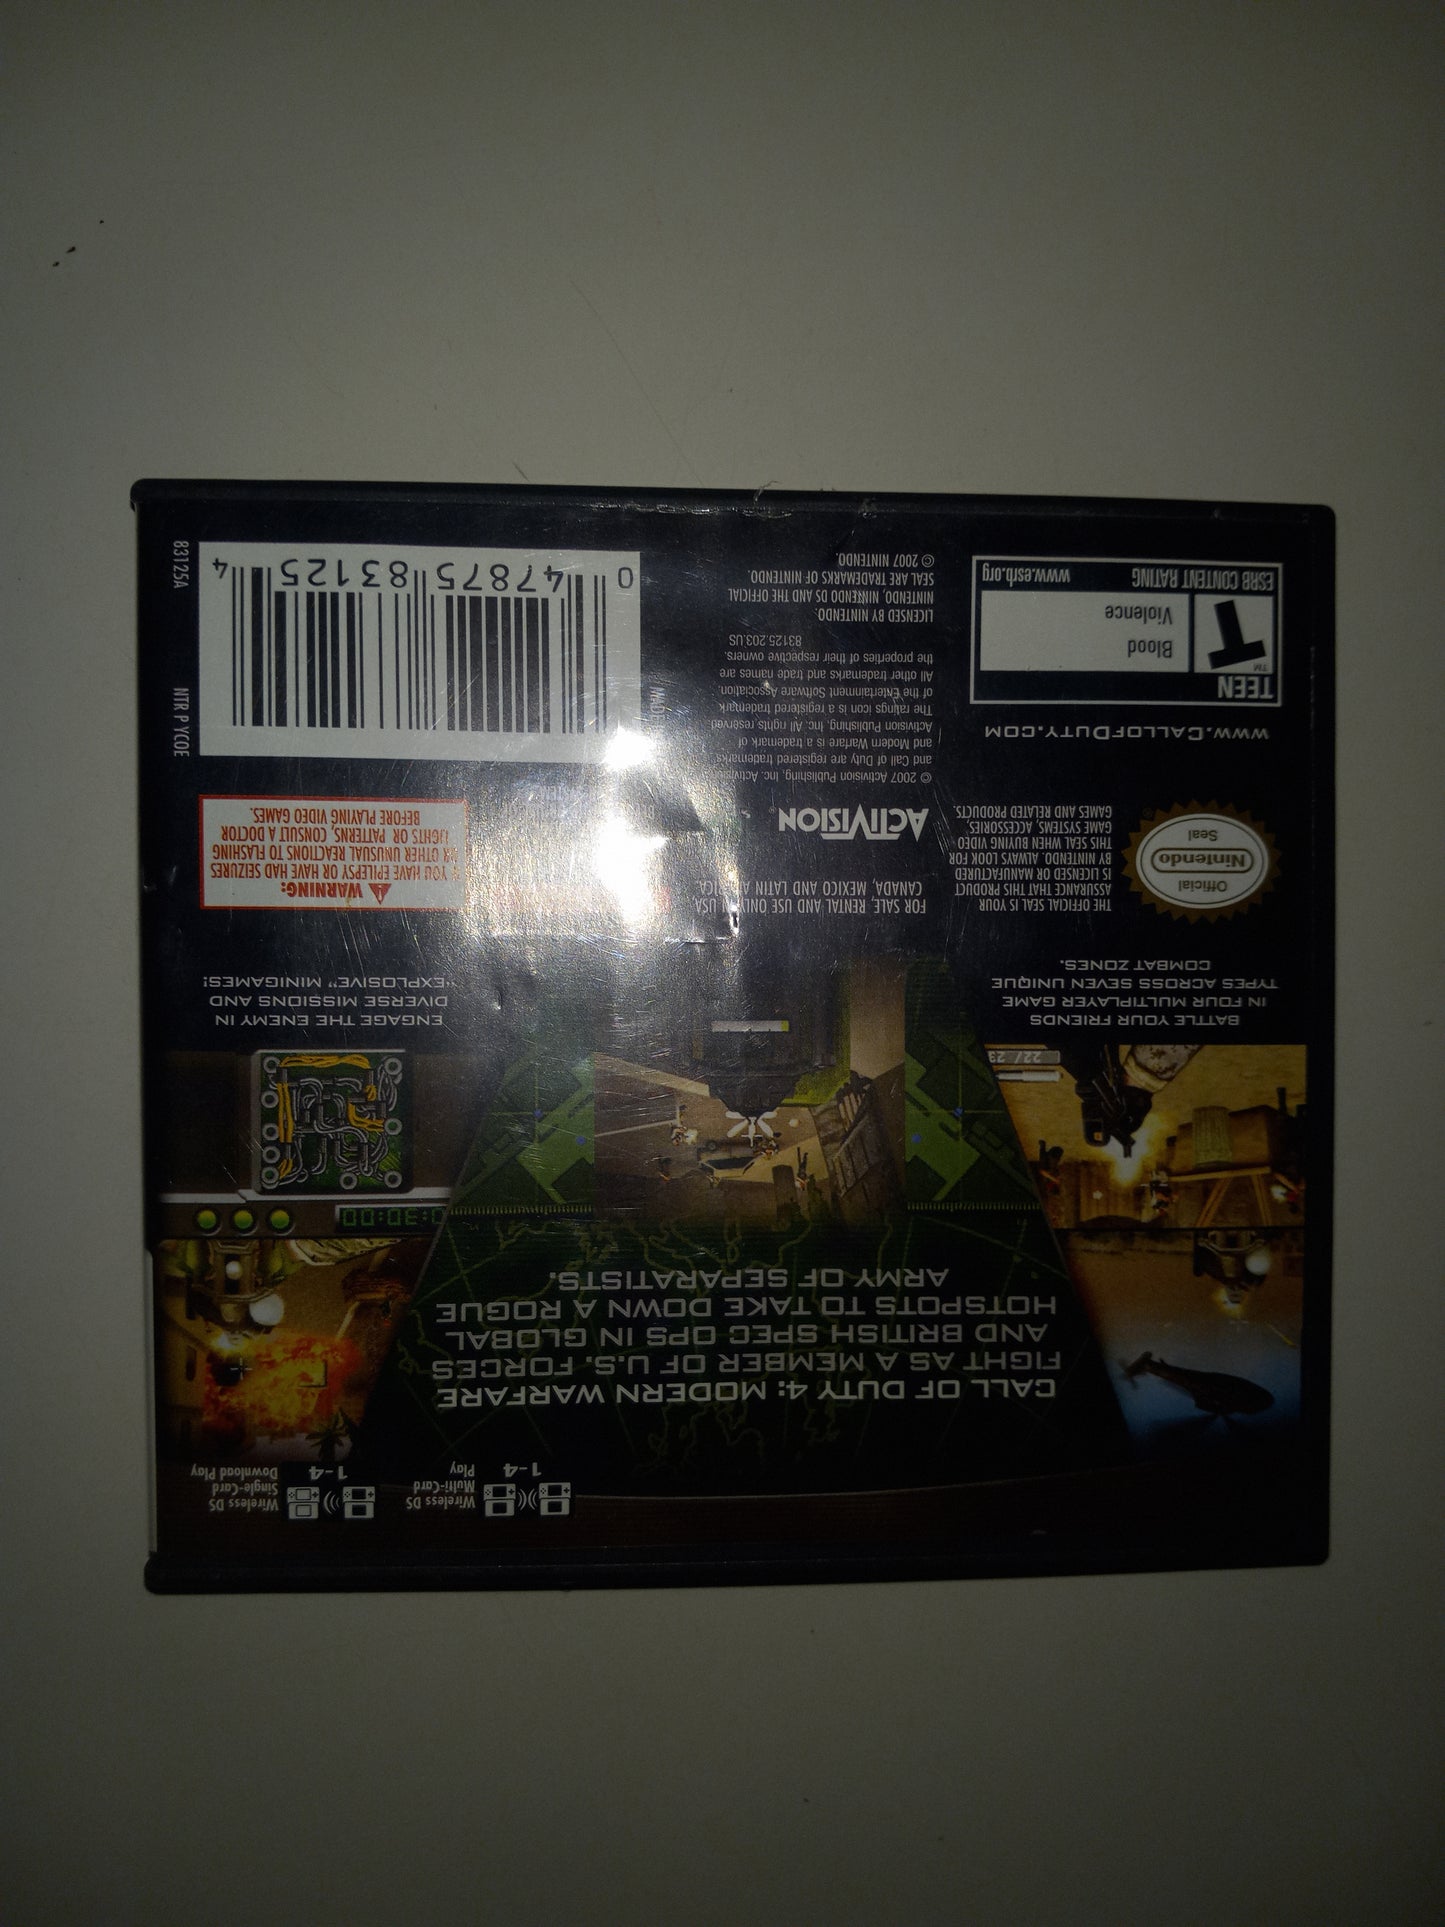 Wireless DS
Multi-Card
Play
1-4
Wireless DS
Single-Card
Download Play
1-4
CALL OF DUTY 4: MODERN WARFARE
FIGHT AS A MEMBER OF U.S. FORCES
AND BRITISH SPEC OPS IN GLOBAL
HOTSPOTS TO TAKE DOWN A ROGUE
ARMY OF SEPARATISTS.
22 / 23
BATTLE YOUR FRIENDS
IN FOUR MULTIPLAYER GAME
TYPES ACROSS SEVEN UNIQUE
COMBAT ZONES.
ENGAGE THE ENEMY IN
DIVERSE MISSIONS AND
"EXPLOSIVE" MINIGAMES!
Official
Nintendo
Seal
THE OFFICIAL SEAL IS YOUR
ASSURANCE THAT THIS PRODUCT
IS LICENSED OR MANUFACTURED
BY NINTENDO. ALWAYS LOOK FOR
THIS SEAL WHEN BUYING VIDEO
GAME SYSTEMS, ACCESSORIES,
GAMES AND RELATED PRODUCTS.
FOR SALE, RENTAL AND USE ONLY IN USA
CANADA, MEXICO AND LATIN
ACTIVISION
WARNING:
YOU HAVE EPILEPSY OR HAVE HAD SEIZURES
OR OTHER UNUSUAL REACTIONS TO FLASHING
LIGHTS OR PATTERNS, CONSULT A DOCTOR
BEFORE PLAYING VIDEO GAMES.
www.CallofDuty.com
TEEN
T
™
Blood
Violence
ESRB CONTENT RATING
www.esrb.org
© 2007 Activision Publishing, Inc.
and Call of Duty are registered trademarks
and Modern Warfare is a trademark of
Activision Publishing, Inc. All rights reserved
The ratings icon is a registered trademark
of the Entertainment Software Association.
All other trademarks and trade names are
the properties of their respective owners.
83125.203.US
LICENSED BY NINTENDO.
NINTENDO, NINTENDO DS AND THE OFFICIAL
SEAL ARE TRADEMARKS OF NINTENDO.
© 2007 NINTENDO.
0 47875 83125 4
NTR P YCOE
83125A